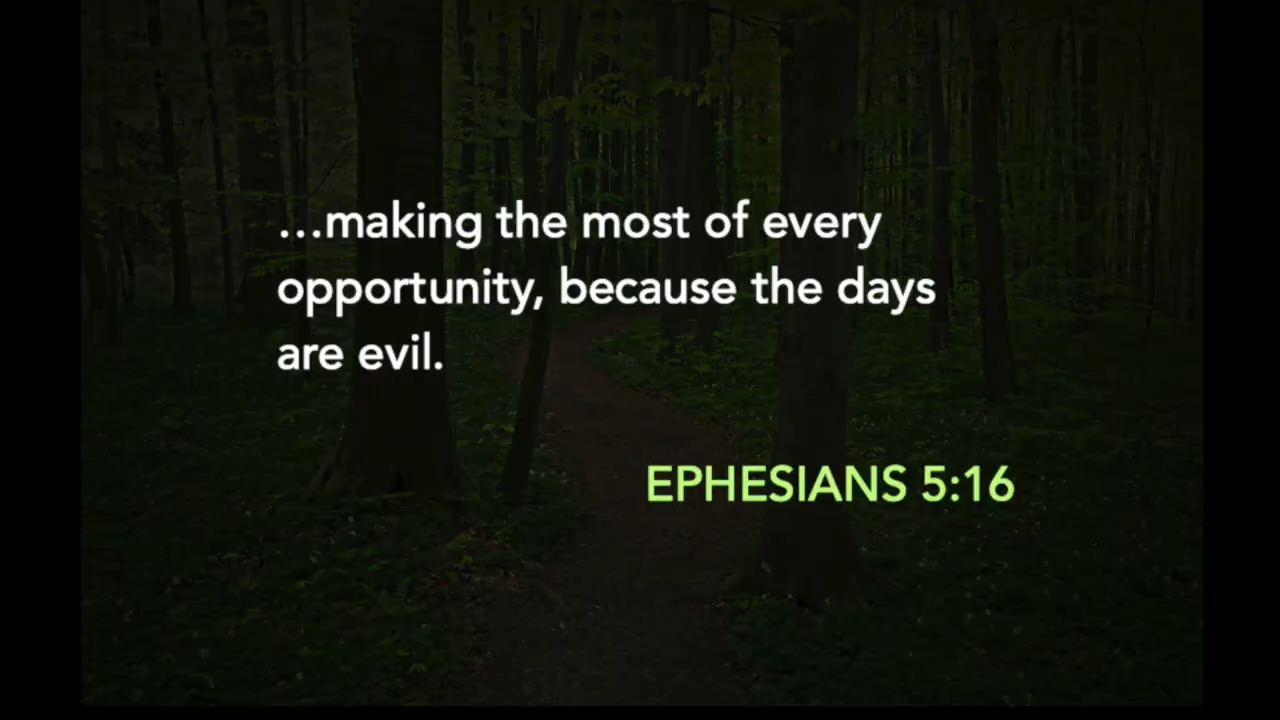 …making the most of every
opportunity, because the days
are evil.
EPHESIANS 5:16